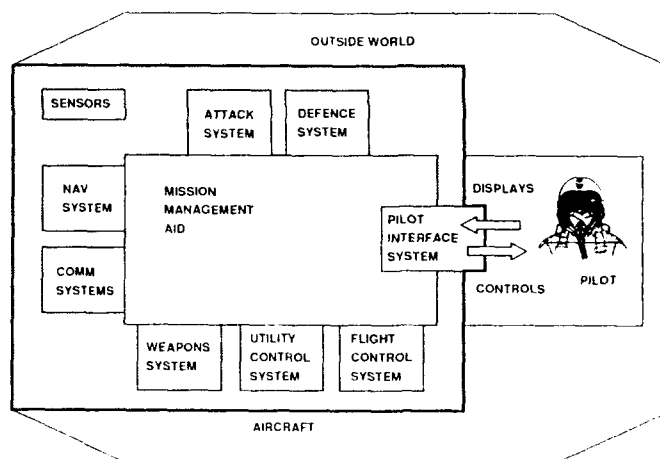 OUTSIDE WORLD
SENSORS
ATTACK
SYSTEM
DEFENCE
SYSTEM
NAV
SYSTEM
MISSION
MANAGEMENT
AID
DISPLAYS
PILOT
INTERFACE
SYSTEM
COMM
SYSTEMS
CONTROLS
PILOT
WEAPONS
SYSTEM
UTILITY
CONTROL
SYSTEM
FLIGHT
CONTROL
SYSTEM
AIRCRAFT